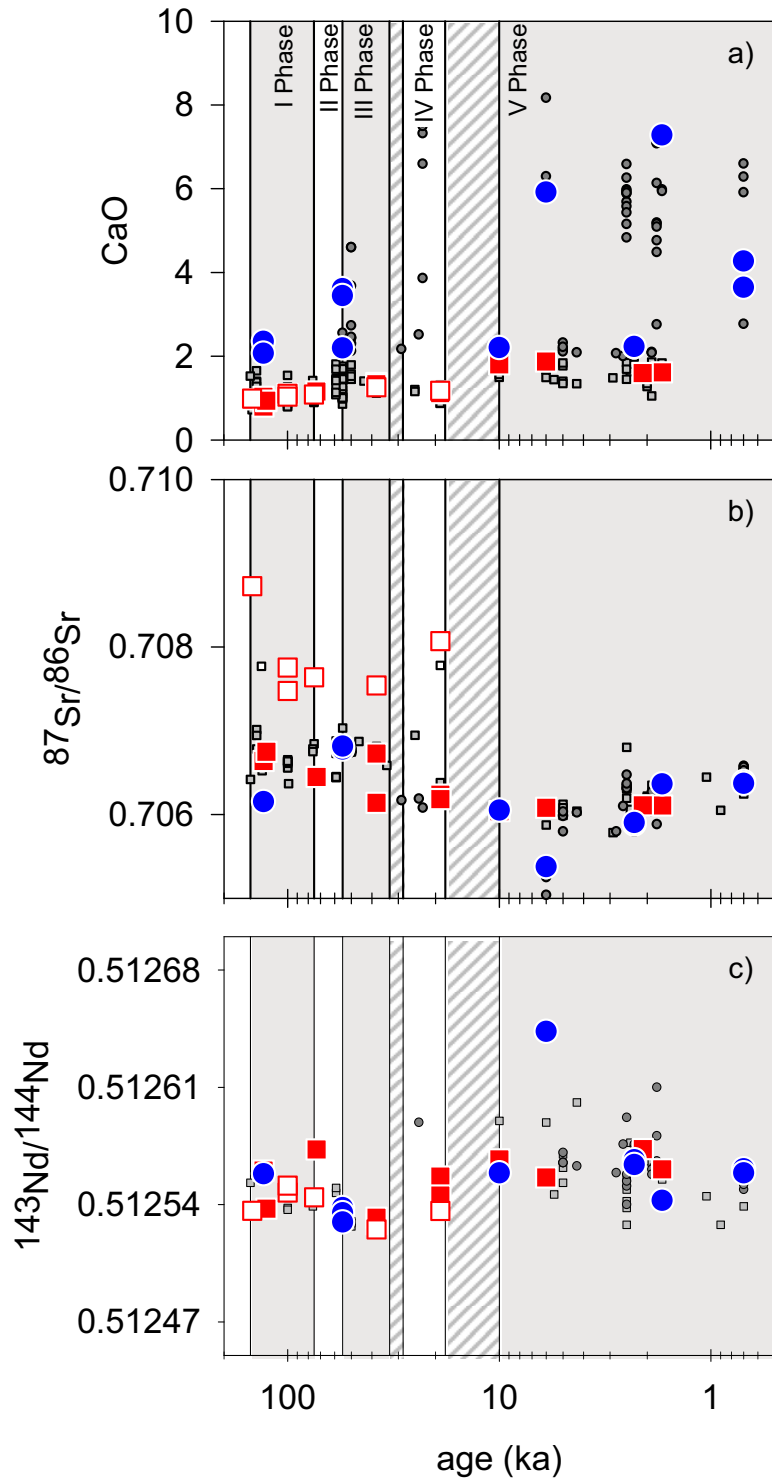 10
8
6
4
2
0
CaO
I Phase
II Phase
III Phase
IV Phase
V Phase
a)
0.710
0.708
0.706
87Sr/86Sr
b)
0.51268
0.51261
0.51254
0.51247
143Nd/144Nd
c)
100 10 1
age (ka)